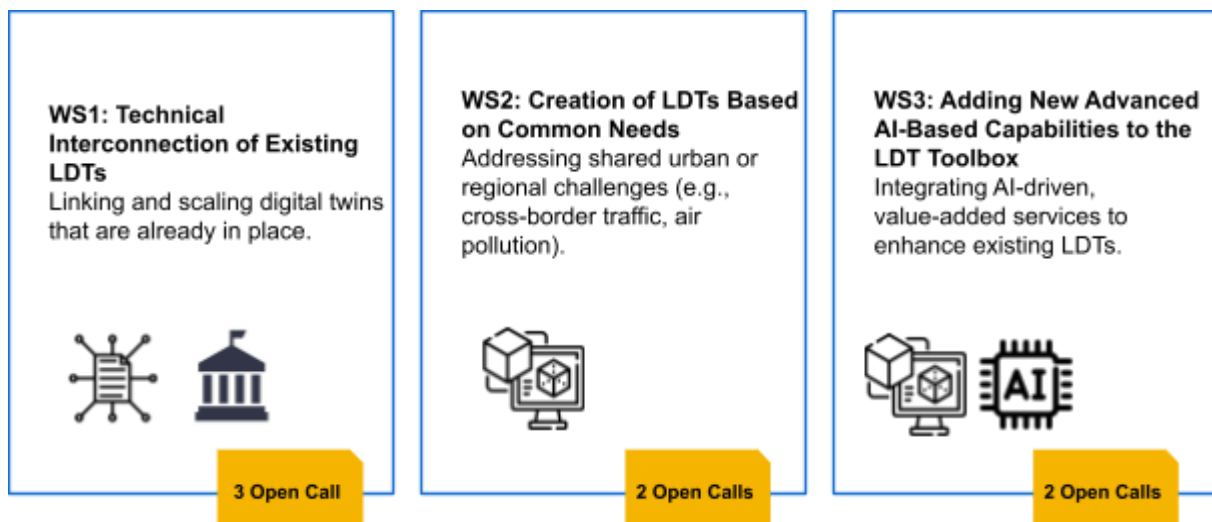 WS1: Technical
Interconnection of Existing
LDTs
Linking and scaling digital twins
that are already in place.
3 Open Call
WS2: Creation of LDTs Based
on Common Needs
Addressing shared urban or
regional challenges (e.g.,
cross-border traffic, air
pollution).
2 Open Calls
WS3: Adding New Advanced
AI-Based Capabilities to the
LDT Toolbox
Integrating AI-driven,
value-added services to
enhance existing LDTs.
AI
2 Open Calls